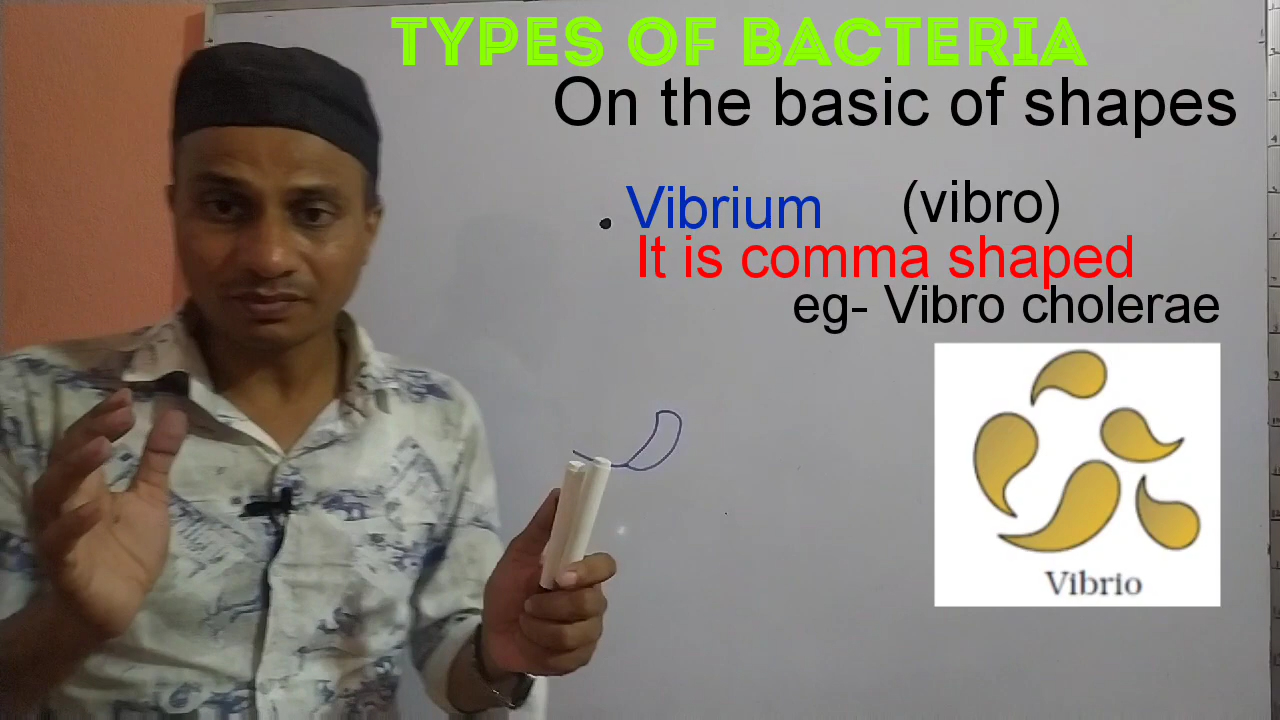 TYPES OF BACTERIA
On the basic of shapes
• Vibrium (vibro)
It is comma shaped
eg- Vibro cholerae
Vibrio